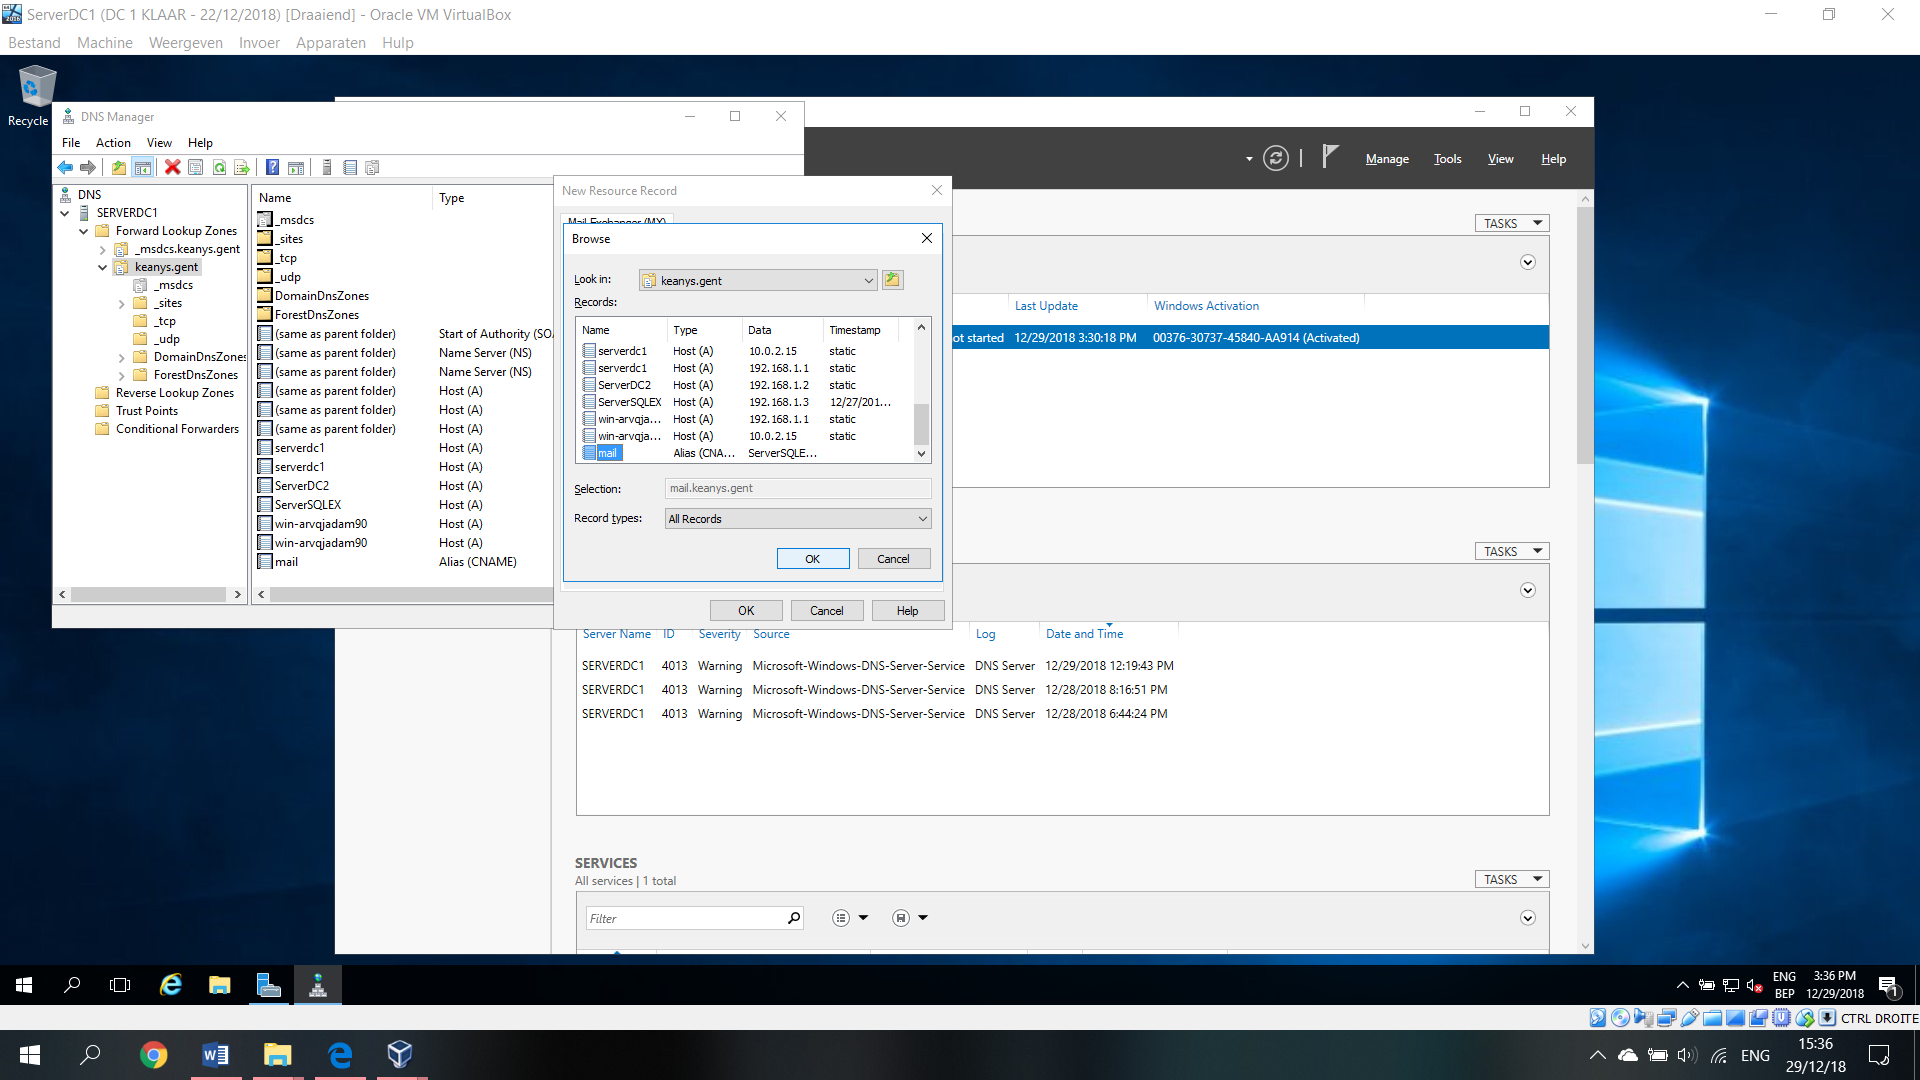 ServerDC1 (DC 1 KLAAR - 22/12/2018) [Draaiend] - Oracle VM VirtualBox
Bestand Machine Weergeven Invoer Apparaten Hulp
Recycle
DNS Manager
File Action View Help
Manage Tools View Help
DNS
SERVERDC1
Forward Lookup Zones
_msdcs.keanys.gent
keanys.gent
_msdcs
_sites
_tcp
_udp
DomainDnsZones
ForestDnsZones
Reverse Lookup Zones
Trust Points
Conditional Forwarders
Name Type
_msdcs
_sites
_tcp
_udp
DomainDnsZones
ForestDnsZones
(same as parent folder) Start of Authority (SOA
(same as parent folder) Name Server (NS)
(same as parent folder) Name Server (NS)
(same as parent folder) Host (A)
(same as parent folder) Host (A)
(same as parent folder) Host (A)
serverdc1 Host (A)
serverdc1 Host (A)
ServerDC2 Host (A)
ServerSQLEX Host (A)
win-arvqjadam90 Host (A)
win-arvqjadam90 Host (A)
mail Alias (CNAME)
New Resource Record
Mail Exchanger (MX)
Browse
Look in: keanys.gent
Records:
Name Type Data Timestamp
serverdc1 Host (A) 10.0.2.15 static
serverdc1 Host (A) 192.168.1.1 static
ServerDC2 Host (A) 192.168.1.2 static
ServerSQLEX Host (A) 192.168.1.3 12/27/201...
win-arvqja... Host (A) 192.168.1.1 static
win-arvqja... Host (A) 10.0.2.15 static
mail Alias (CNA... ServerSQLE...
Selection: mail.keanys.gent
Record types: All Records
OK Cancel
OK Cancel Help
TASKS
Last Update Windows Activation
ot started 12/29/2018 3:30:18 PM 00376-30737-45840-AA914 (Activated)
TASKS
Server Name ID Severity Source Log Date and Time
SERVERDC1 4013 Warning Microsoft-Windows-DNS-Server-Service DNS Server 12/29/2018 12:19:43 PM
SERVERDC1 4013 Warning Microsoft-Windows-DNS-Server-Service DNS Server 12/28/2018 8:16:51 PM
SERVERDC1 4013 Warning Microsoft-Windows-DNS-Server-Service DNS Server 12/28/2018 6:44:24 PM
SERVICES
All services | 1 total
TASKS
Filter
ENG
BEP
3:36 PM
12/29/2018
1
CTRL DROITE
ENG
15:36
29/12/18